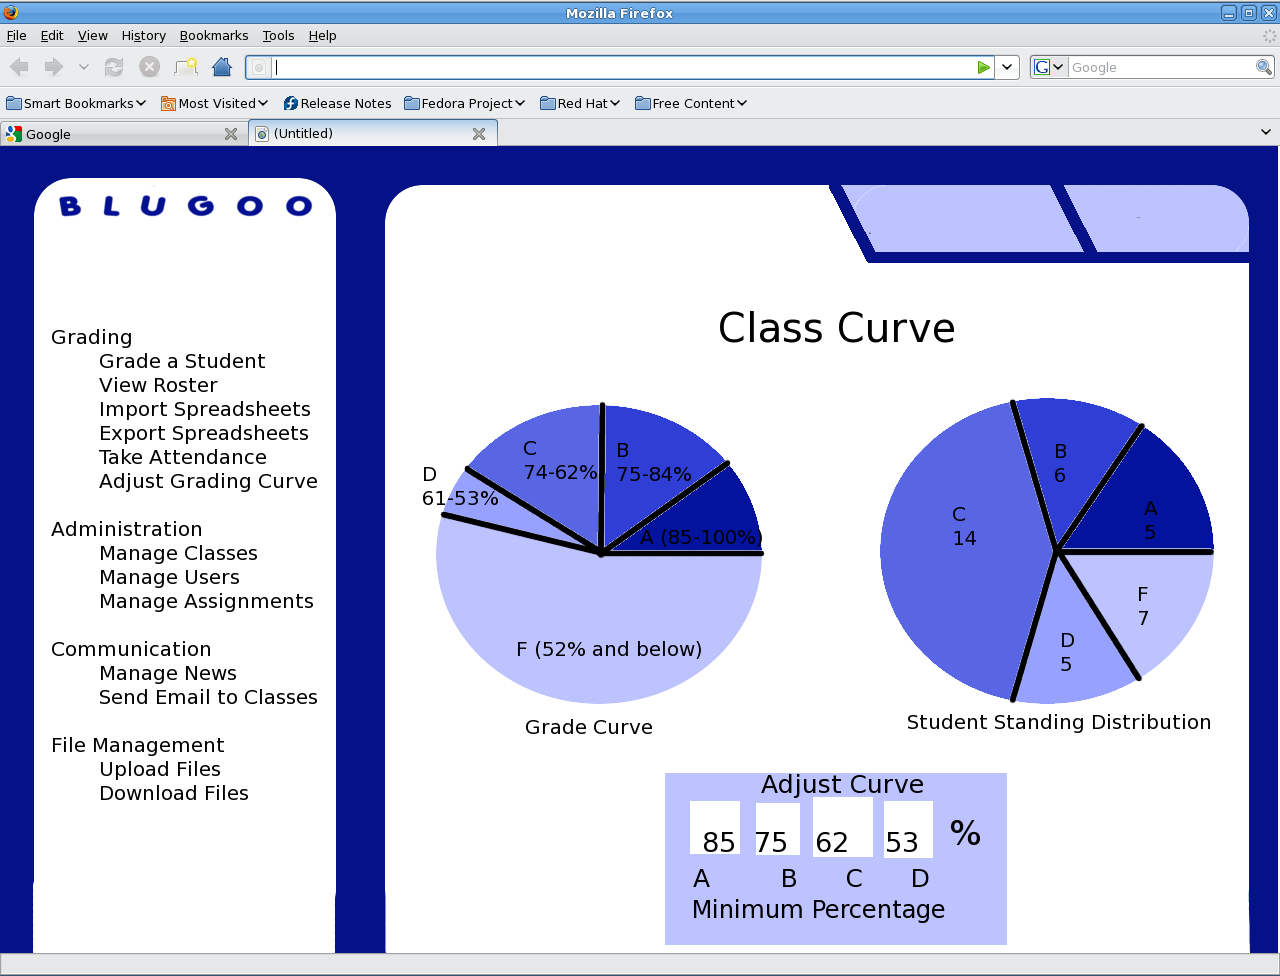 Mozilla Firefox
File Edit View History Bookmarks Tools Help
Google
Smart Bookmarks Most Visited Release Notes Fedora Project Red Hat Free Content
Google (Untitled)
BLUGOO
Grading
Grade a Student
View Roster
Import Spreadsheets
Export Spreadsheets
Take Attendance
Adjust Grading Curve
Administration
Manage Classes
Manage Users
Manage Assignments
Communication
Manage News
Send Email to Classes
File Management
Upload Files
Download Files
Class Curve
C
74-62%
B
75-84%
D
61-53%
A (85-100%)
F (52% and below)
Grade Curve
B
6
A
5
C
14
F
7
D
5
Student Standing Distribution
Adjust Curve
85 75 62 53 %
A B C D
Minimum Percentage